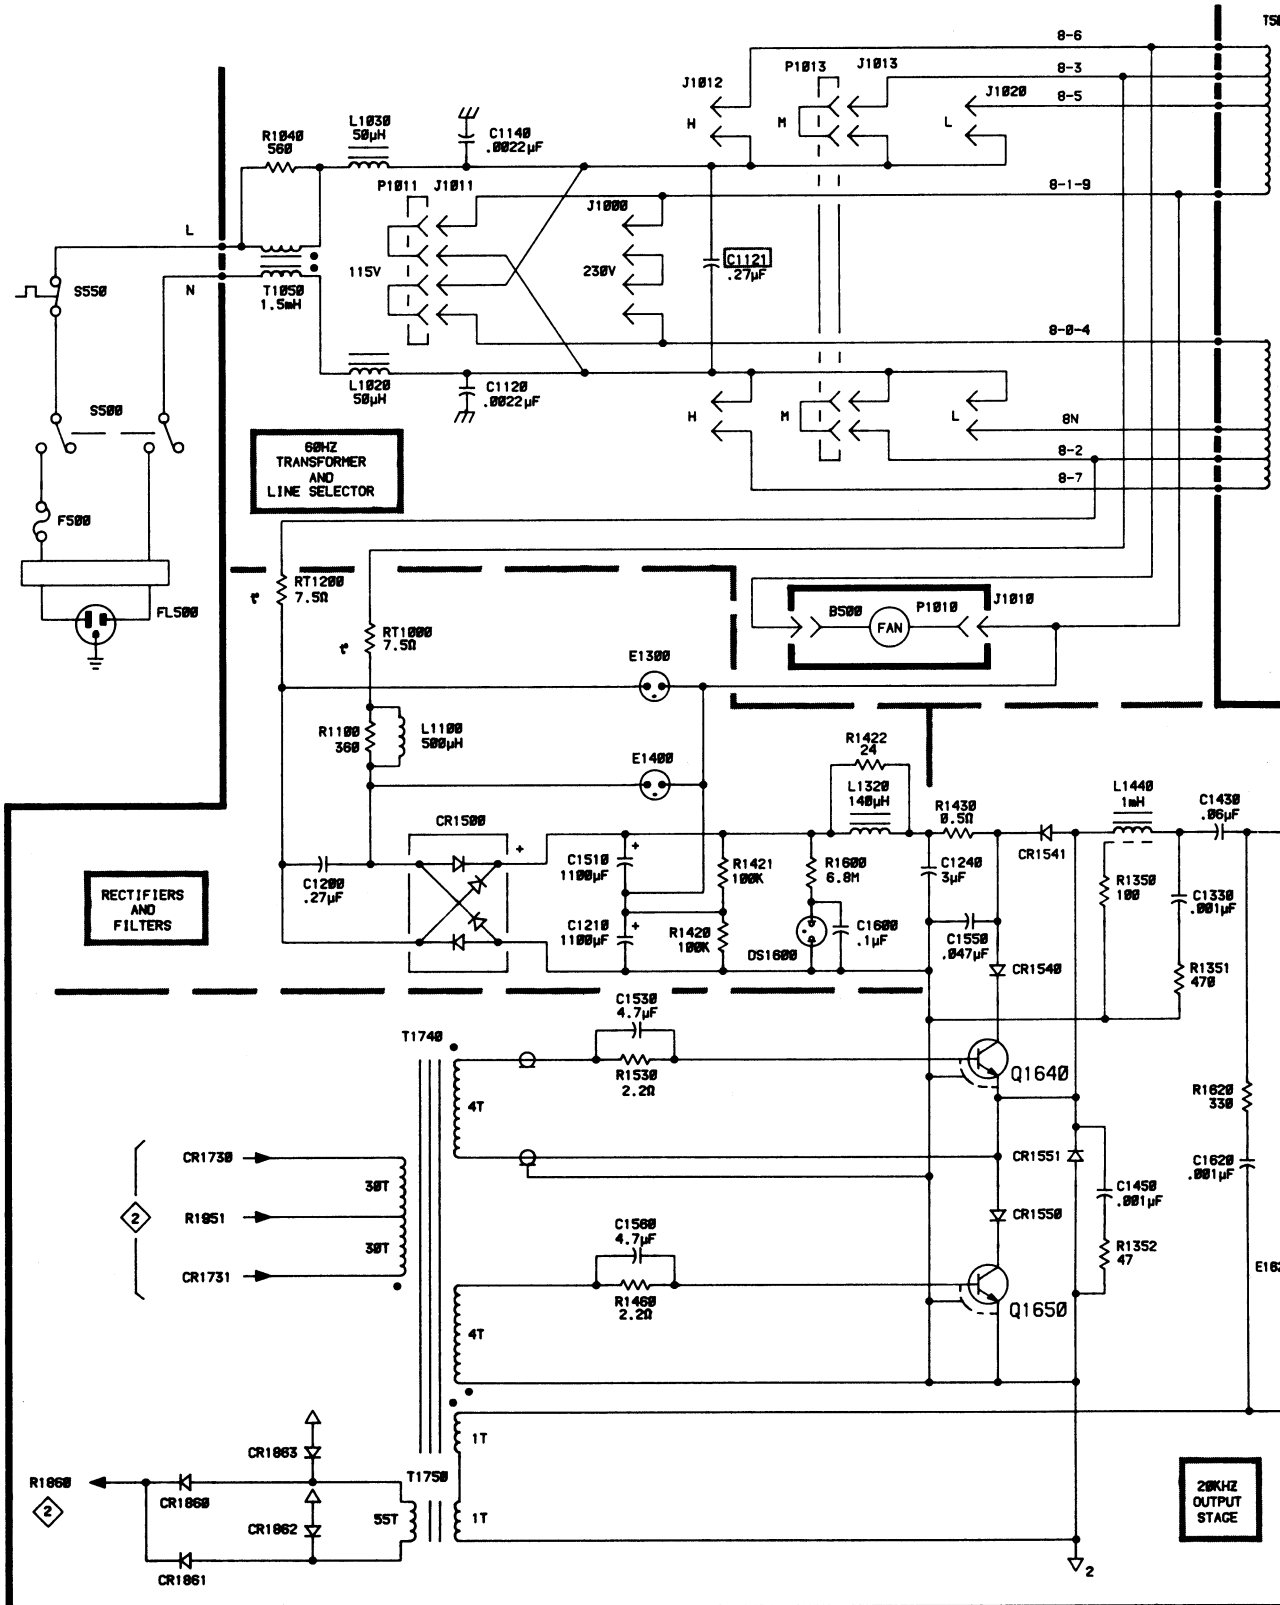 T50
8-6
8-3
8-5
J1012
P1013
J1013
J1020
H
M
L
R1040
560
L1030
50µH
C1140
.0022µF
P1011
J1011
J1000
8-1-9
L
115V
230V
C1121
.27µF
S550
N
T1050
1.5mH
8-0-4
L1020
50µH
C1120
.0022µF
S500
H
M
L
8N
8-2
8-7
60HZ
TRANSFORMER
AND
LINE SELECTOR
F500
FL500
RT1200
7.5Ω
RT1000
7.5Ω
B500
P1010
J1010
FAN
E1300
R1100
360
L1100
500µH
E1400
R1422
24
L1320
140µH
R1430
0.5Ω
L1440
1mH
C1430
.06µF
CR1500
+
CR1541
C1510
1100µF
+
R1421
100K
R1600
6.8M
C1240
3µF
C1200
.27µF
R1350
100
C1330
.001µF
RECTIFIERS
AND
FILTERS
C1210
1100µF
+
R1420
100K
DS1600
C1600
.1µF
C1550
.047µF
CR1540
R1351
470
C1530
4.7µF
T1740
R1530
2.2Ω
Q1640
4T
R1620
330
CR1730
30T
CR1551
C1620
.001µF
2
R1951
C1450
.001µF
C1560
4.7µF
CR1550
30T
R1352
47
CR1731
E162
R1460
2.2Ω
Q1650
4T
CR1863
1T
R1860
2
CR1860
T1750
CR1862
55T
1T
20KHZ
OUTPUT
STAGE
CR1861
2